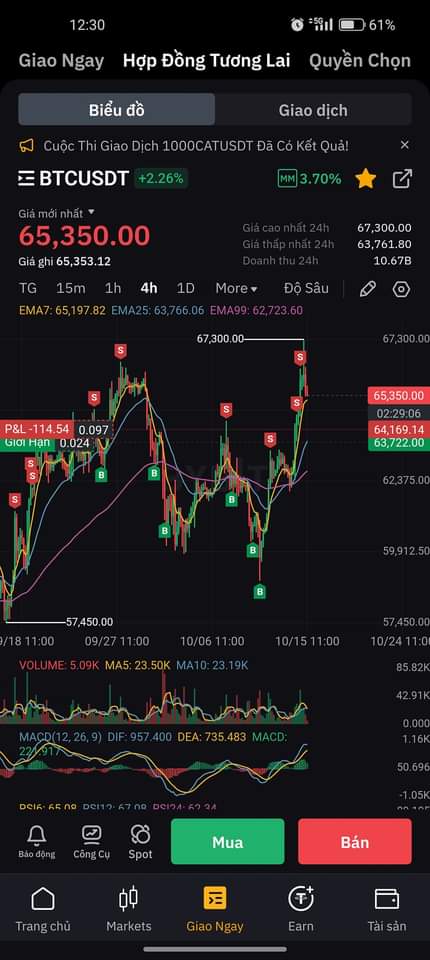 12:30 5G 61%
Giao Ngay Hợp Đồng Tương Lai Quyền Chọn
Biểu đồ Giao dịch
Cuộc Thi Giao Dịch 1000CATUSDT Đã Có Kết Quả! ×
BTCUSDT +2.26% MM 3.70%
Giá mới nhất
65,350.00
Giá ghi 65,353.12
Giá cao nhất 24h 67,300.00
Giá thấp nhất 24h 63,761.80
Doanh thu 24h 10.67B
TG 15m 1h 4h 1D More Độ Sâu
EMA7: 65,197.82 EMA25: 63,766.06 EMA99: 62,723.60
67,300.00 67,300.00
S
S
S
65,350.00
S
S
02:29:06
P&L -114.54 0.097 64,169.14
Giới Hạn 0.024 63,722.00
S
S
S
B
B
62,375.00
S
B
B
B
59,912.50
B
57,450.00 57,450.00
9/18 11:00 09/27 11:00 10/06 11:00 10/15 11:00 10/24 11:00
VOLUME: 5.09K MA5: 23.50K MA10: 23.19K 85.82K
42.91K
0.000
MACD(12, 26, 9) DIF: 957.400 DEA: 735.483 MACD: 1.16K
221.917
50.696
-1.05K
RSI6: 65.08 RSI12: 67.08 RSI24: 62.34
Báo động Công Cụ Spot Mua Bán
Trang chủ Markets Giao Ngay Earn Tài sản